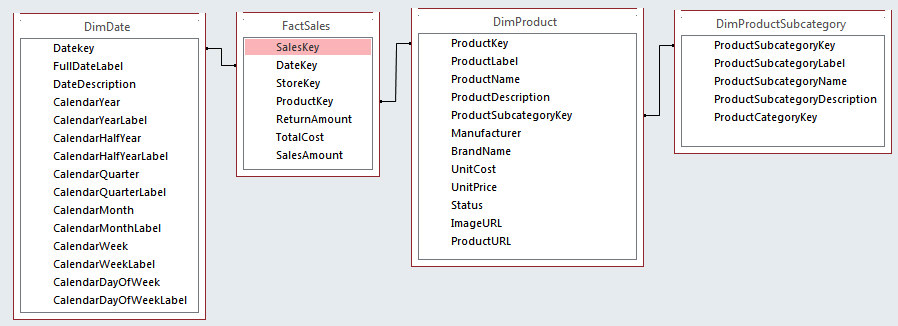 DimDate
Datekey
FullDateLabel
DateDescription
CalendarYear
CalendarYearLabel
CalendarHalfYear
CalendarHalfYearLabel
CalendarQuarter
CalendarQuarterLabel
CalendarMonth
CalendarMonthLabel
CalendarWeek
CalendarWeekLabel
CalendarDayOfWeek
CalendarDayOfWeekLabel
FactSales
SalesKey
DateKey
StoreKey
ProductKey
ReturnAmount
TotalCost
SalesAmount
DimProduct
ProductKey
ProductLabel
ProductName
ProductDescription
ProductSubcategoryKey
Manufacturer
BrandName
UnitCost
UnitPrice
Status
ImageURL
ProductURL
DimProductSubcategory
ProductSubcategoryKey
ProductSubcategoryLabel
ProductSubcategoryName
ProductSubcategoryDescription
ProductCategoryKey